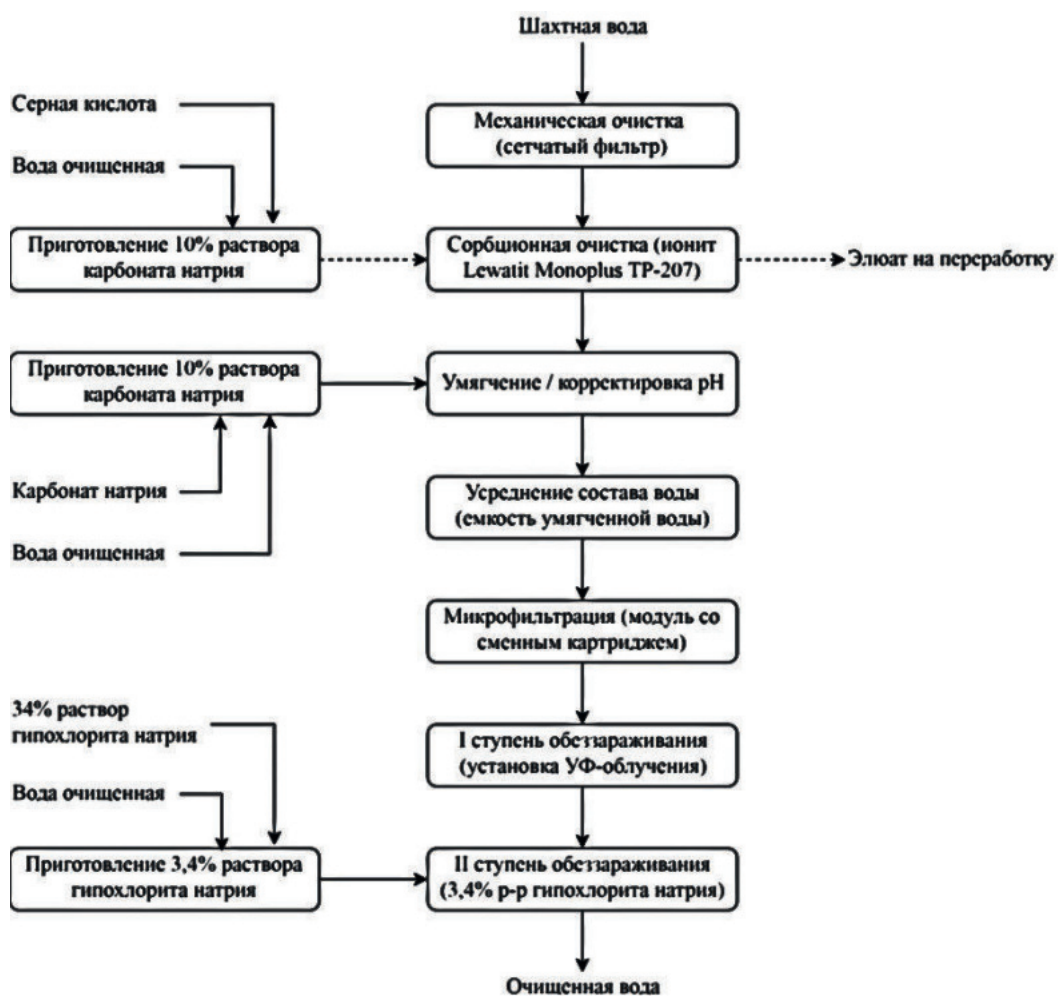 Шахтная вода
Серная кислота
Механическая очистка
(сетчатый фильтр)
Вода очищенная
Приготовление 10% раствора
карбоната натрия
Сорбционная очистка (ионит
Lewatit Monoplus TP-207)
Элюат на переработку
Приготовление 10% раствора
карбоната натрия
Умягчение / корректировка pH
Карбонат натрия
Усреднение состава воды
(емкость умягченной воды)
Вода очищенная
Микрофильтрация (модуль со
сменным картриджем)
34% раствор
гипохлорита натрия
I ступень обеззараживания
(установка УФ-облучения)
Вода очищенная
Приготовление 3,4% раствора
гипохлорита натрия
II ступень обеззараживания
(3,4% р-р гипохлорита натрия)
Очищенная вода